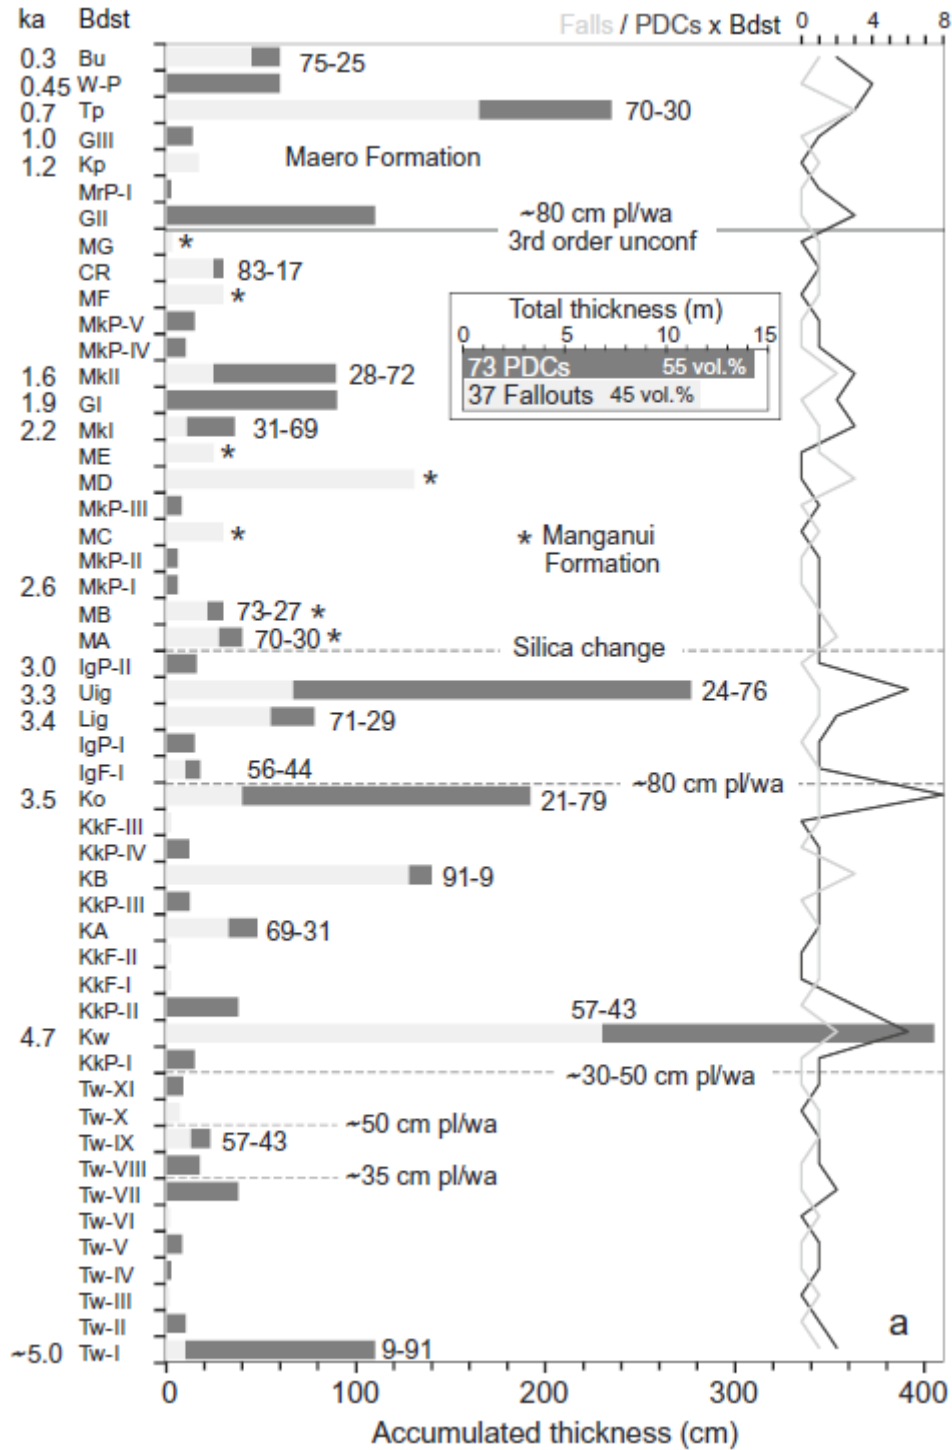 ka Bdst Falls / PDCs x Bdst 0 4 8
0.3 Bu 75-25
0.45 W-P
0.7 Tp 70-30
1.0 GIII
1.2 Kp Maero Formation
MrP-I
GII ~80 cm pl/wa
3rd order unconf
MG *
CR 83-17
MF *
Total thickness (m)
0 5 10 15
73 PDCs 55 vol.%
37 Fallouts 45 vol.%
MkP-V
MkP-IV
1.6 MkII 28-72
1.9 GI
2.2 MkI 31-69
ME *
MD *
MkP-III
MC *
* Manganui
Formation
MkP-II
2.6 MkP-I
MB 73-27 *
MA 70-30 *
Silica change
3.0 IgP-II
3.3 Uig 24-76
3.4 Lig 71-29
IgP-I
IgF-I 56-44
~80 cm pl/wa
3.5 Ko 21-79
KkF-III
KkP-IV
KB 91-9
KkP-III
KA 69-31
KkF-II
KkF-I
KkP-II
57-43
4.7 Kw
KkP-I
~30-50 cm pl/wa
Tw-XI
Tw-X
~50 cm pl/wa
Tw-IX 57-43
Tw-VIII
~35 cm pl/wa
Tw-VII
Tw-VI
Tw-V
Tw-IV
Tw-III
Tw-II a
~5.0 Tw-I 9-91
0 100 200 300 400
Accumulated thickness (cm)